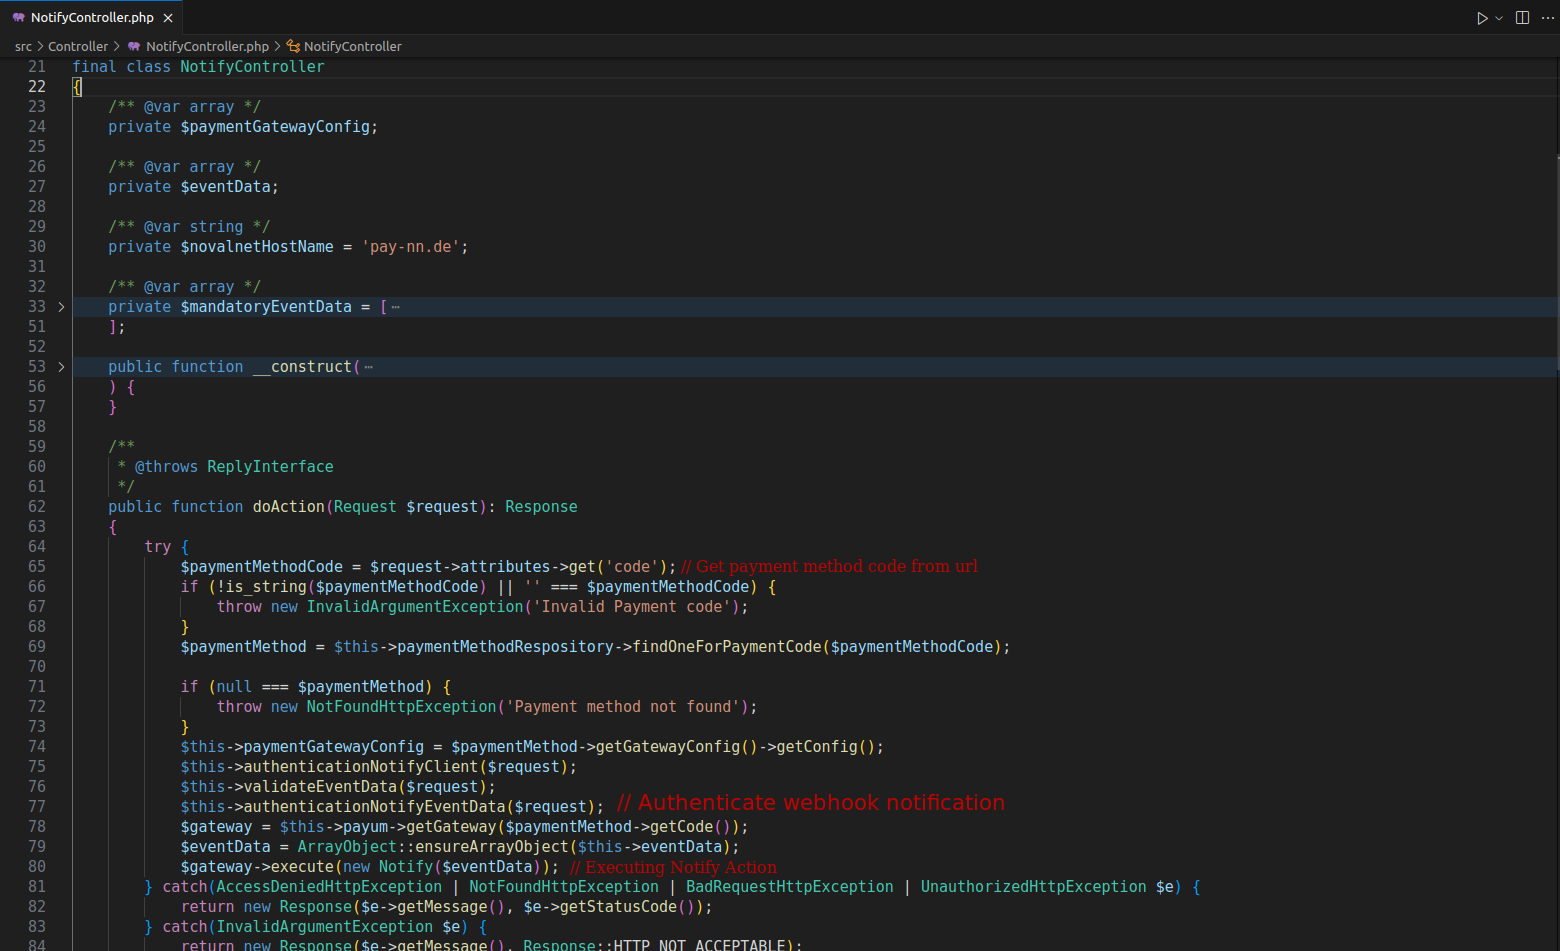 NotifyController.php
src > Controller > NotifyController.php > NotifyController
21 final class NotifyController
22 {
23 /** @var array */
24 private $paymentGatewayConfig;
25
26 /** @var array */
27 private $eventData;
28
29 /** @var string */
30 private $novalnetHostName = 'pay-nn.de';
31
32 /** @var array */
33 private $mandatoryEventData = [ ⋯
51 ];
52
53 public function __construct( ⋯
56 ) {
57 }
58
59 /**
60 * @throws ReplyInterface
61 */
62 public function doAction(Request $request): Response
63 {
64 try {
65 $paymentMethodCode = $request->attributes->get('code'); // Get payment method code from url
66 if (!is_string($paymentMethodCode) || '' === $paymentMethodCode) {
67 throw new InvalidArgumentException('Invalid Payment code');
68 }
69 $paymentMethod = $this->paymentMethodRespository->findOneForPaymentCode($paymentMethodCode);
70
71 if (null === $paymentMethod) {
72 throw new NotFoundHttpException('Payment method not found');
73 }
74 $this->paymentGatewayConfig = $paymentMethod->getGatewayConfig()->getConfig();
75 $this->authenticationNotifyClient($request);
76 $this->validateEventData($request);
77 $this->authenticationNotifyEventData($request); // Authenticate webhook notification
78 $gateway = $this->payum->getGateway($paymentMethod->getCode());
79 $eventData = ArrayObject::ensureArrayObject($this->eventData);
80 $gateway->execute(new Notify($eventData)); // Executing Notify Action
81 } catch(AccessDeniedHttpException | NotFoundHttpException | BadRequestHttpException | UnauthorizedHttpException $e) {
82 return new Response($e->getMessage(), $e->getStatusCode());
83 } catch(InvalidArgumentException $e) {
84 return new Response($e->getMessage(), Response::HTTP_NOT_ACCEPTABLE);